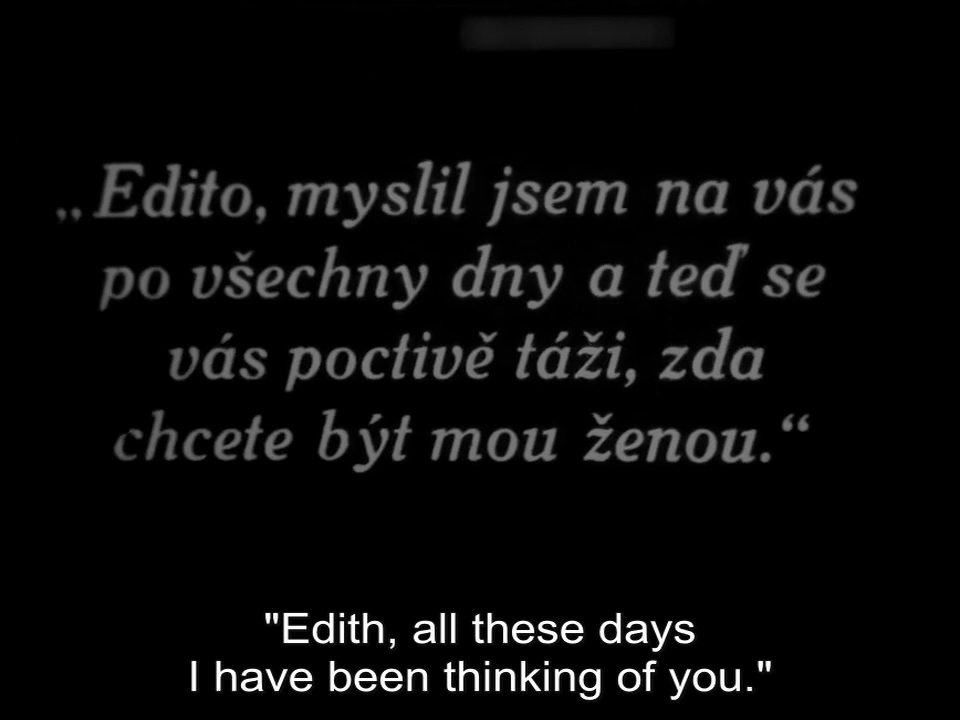 „Edito, myslil jsem na vás
po všechny dny a teď se
vás poctivě táži, zda
chcete být mou ženou.“
"Edith, all these days
I have been thinking of you."